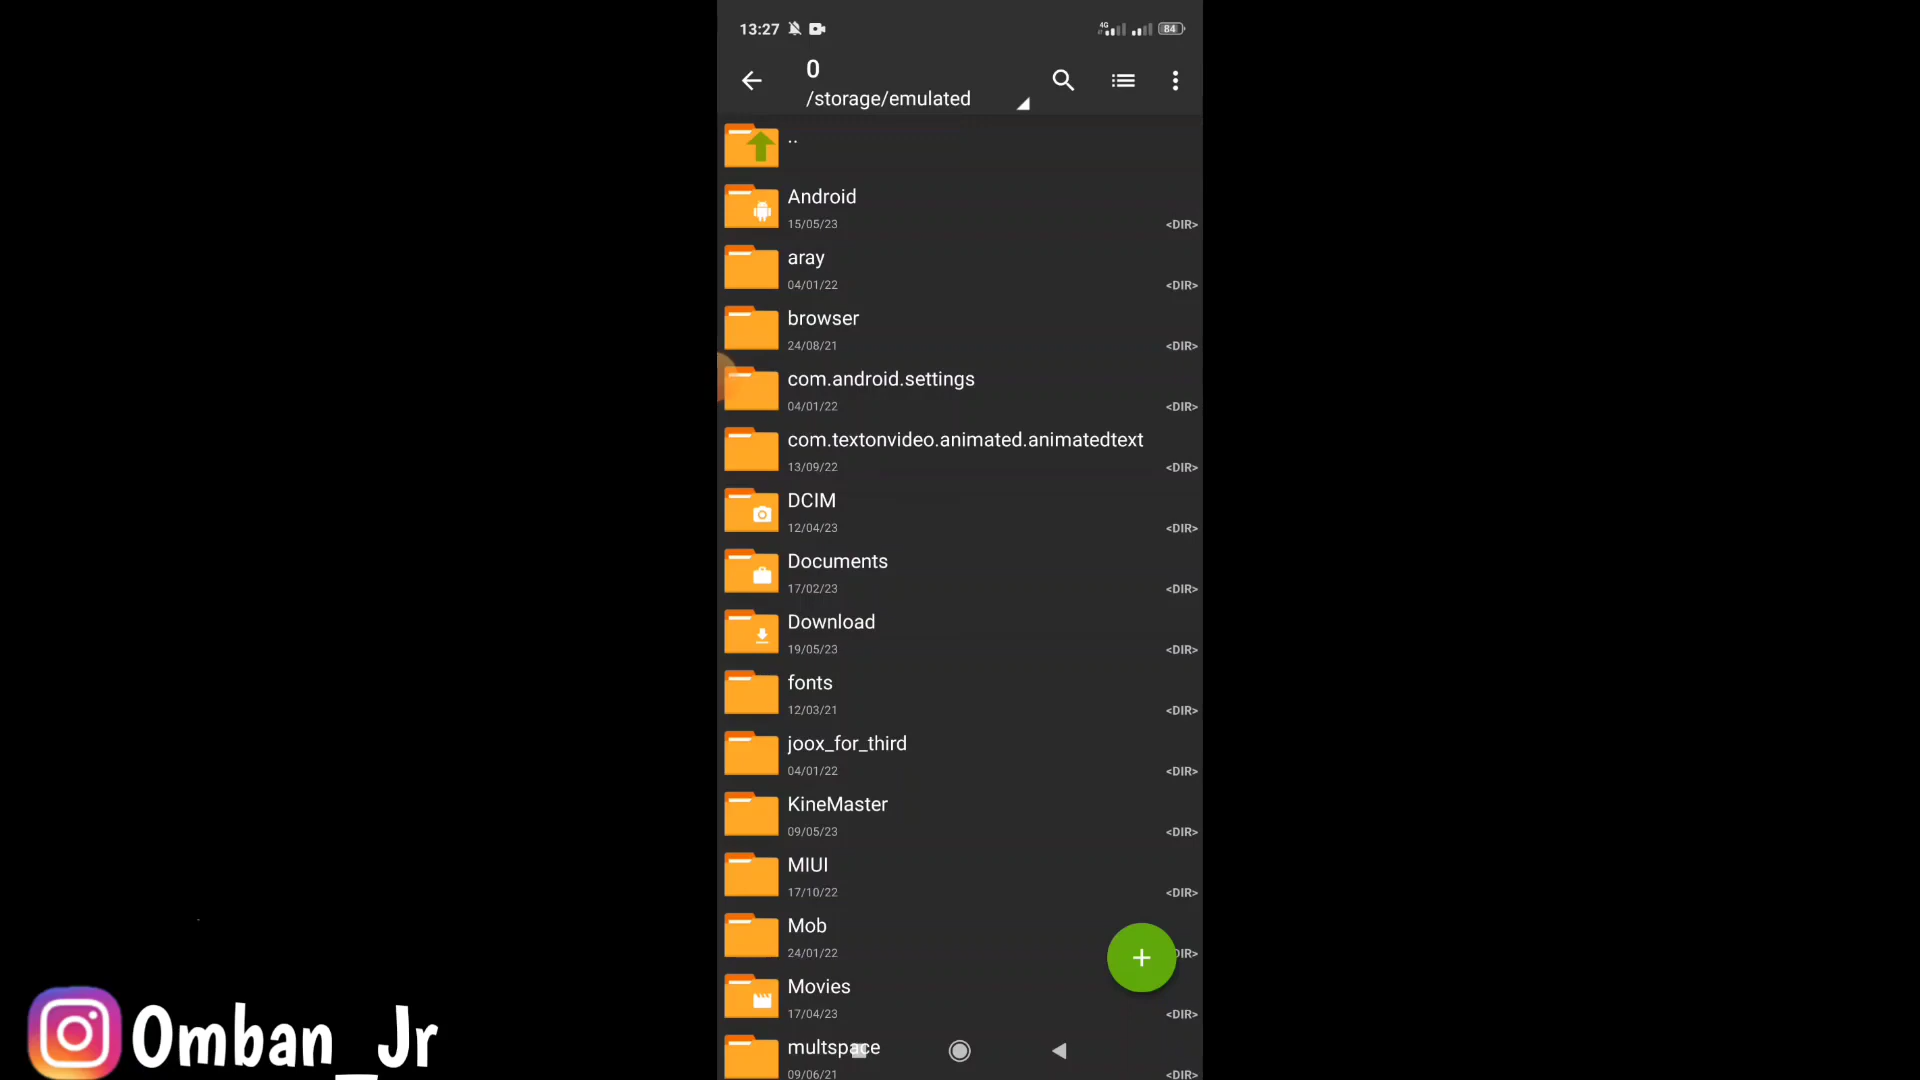 13:27
4G
84
0
/storage/emulated
..
Android
15/05/23
<DIR>
aray
04/01/22
<DIR>
browser
24/08/21
<DIR>
com.android.settings
04/01/22
<DIR>
com.textonvideo.animated.animatedtext
13/09/22
<DIR>
DCIM
12/04/23
<DIR>
Documents
17/02/23
<DIR>
Download
19/05/23
<DIR>
fonts
12/03/21
<DIR>
joox_for_third
04/01/22
<DIR>
KineMaster
09/05/23
<DIR>
MIUI
17/10/22
<DIR>
Mob
24/01/22
DIR>
Movies
17/04/23
<DIR>
multspace
09/06/21
<DIR>
Omban_Jr